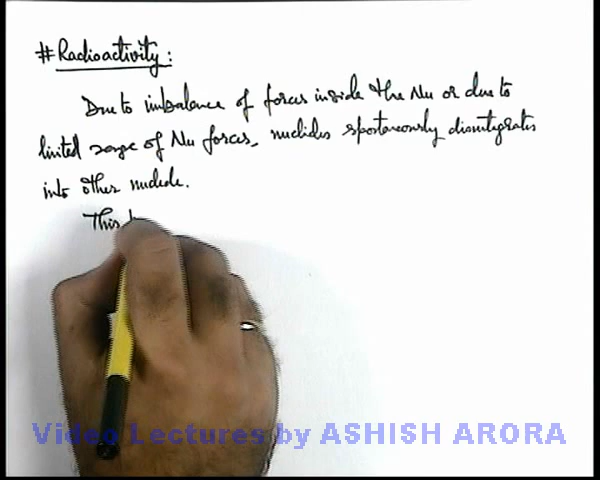 # Radioactivity:
Due to imbalance of forces inside the Nu or due to
limited range of Nu forces, nuclides spontaneously disintegrates
into other nuclide.
This
Video Lectures by ASHISH ARORA